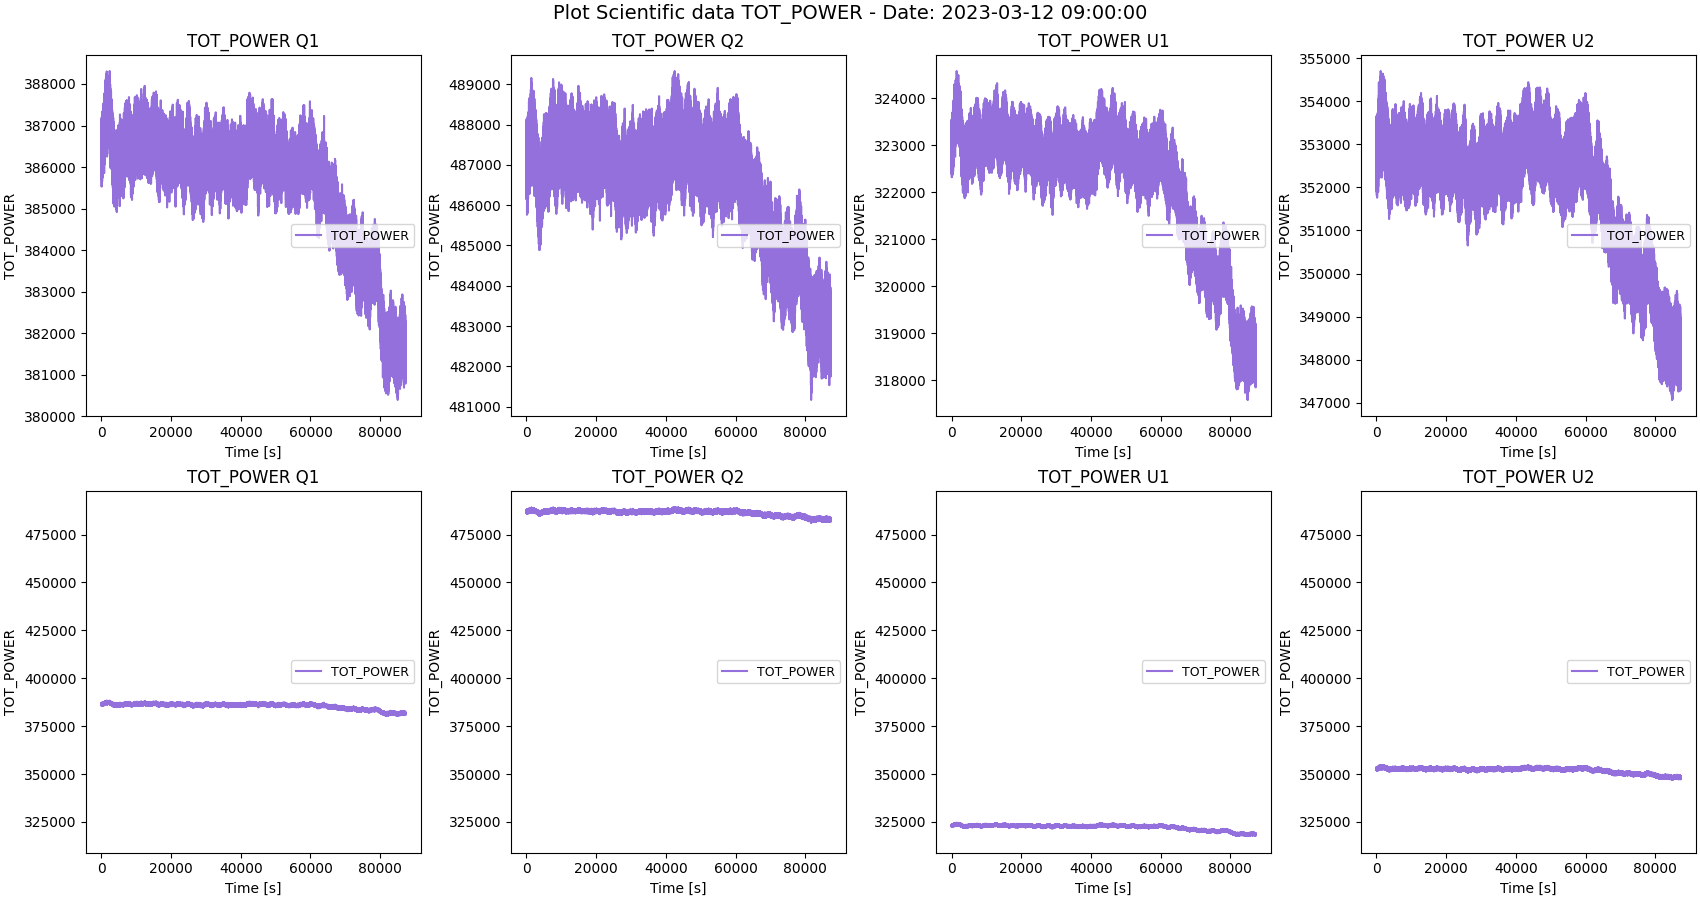 Plot Scientific data TOT_POWER - Date: 2023-03-12 09:00:00
TOT_POWER Q1
TOT_POWER
388000
387000
386000
385000
384000
383000
382000
381000
380000
TOT_POWER
0 20000 40000 60000 80000
Time [s]
TOT_POWER Q2
TOT_POWER
489000
488000
487000
486000
485000
484000
483000
482000
481000
TOT_POWER
0 20000 40000 60000 80000
Time [s]
TOT_POWER U1
TOT_POWER
324000
323000
322000
321000
320000
319000
318000
TOT_POWER
0 20000 40000 60000 80000
Time [s]
TOT_POWER U2
TOT_POWER
355000
354000
353000
352000
351000
350000
349000
348000
347000
TOT_POWER
0 20000 40000 60000 80000
Time [s]
TOT_POWER Q1
TOT_POWER
475000
450000
425000
400000
375000
350000
325000
TOT_POWER
0 20000 40000 60000 80000
Time [s]
TOT_POWER Q2
TOT_POWER
475000
450000
425000
400000
375000
350000
325000
TOT_POWER
0 20000 40000 60000 80000
Time [s]
TOT_POWER U1
TOT_POWER
475000
450000
425000
400000
375000
350000
325000
TOT_POWER
0 20000 40000 60000 80000
Time [s]
TOT_POWER U2
TOT_POWER
475000
450000
425000
400000
375000
350000
325000
TOT_POWER
0 20000 40000 60000 80000
Time [s]